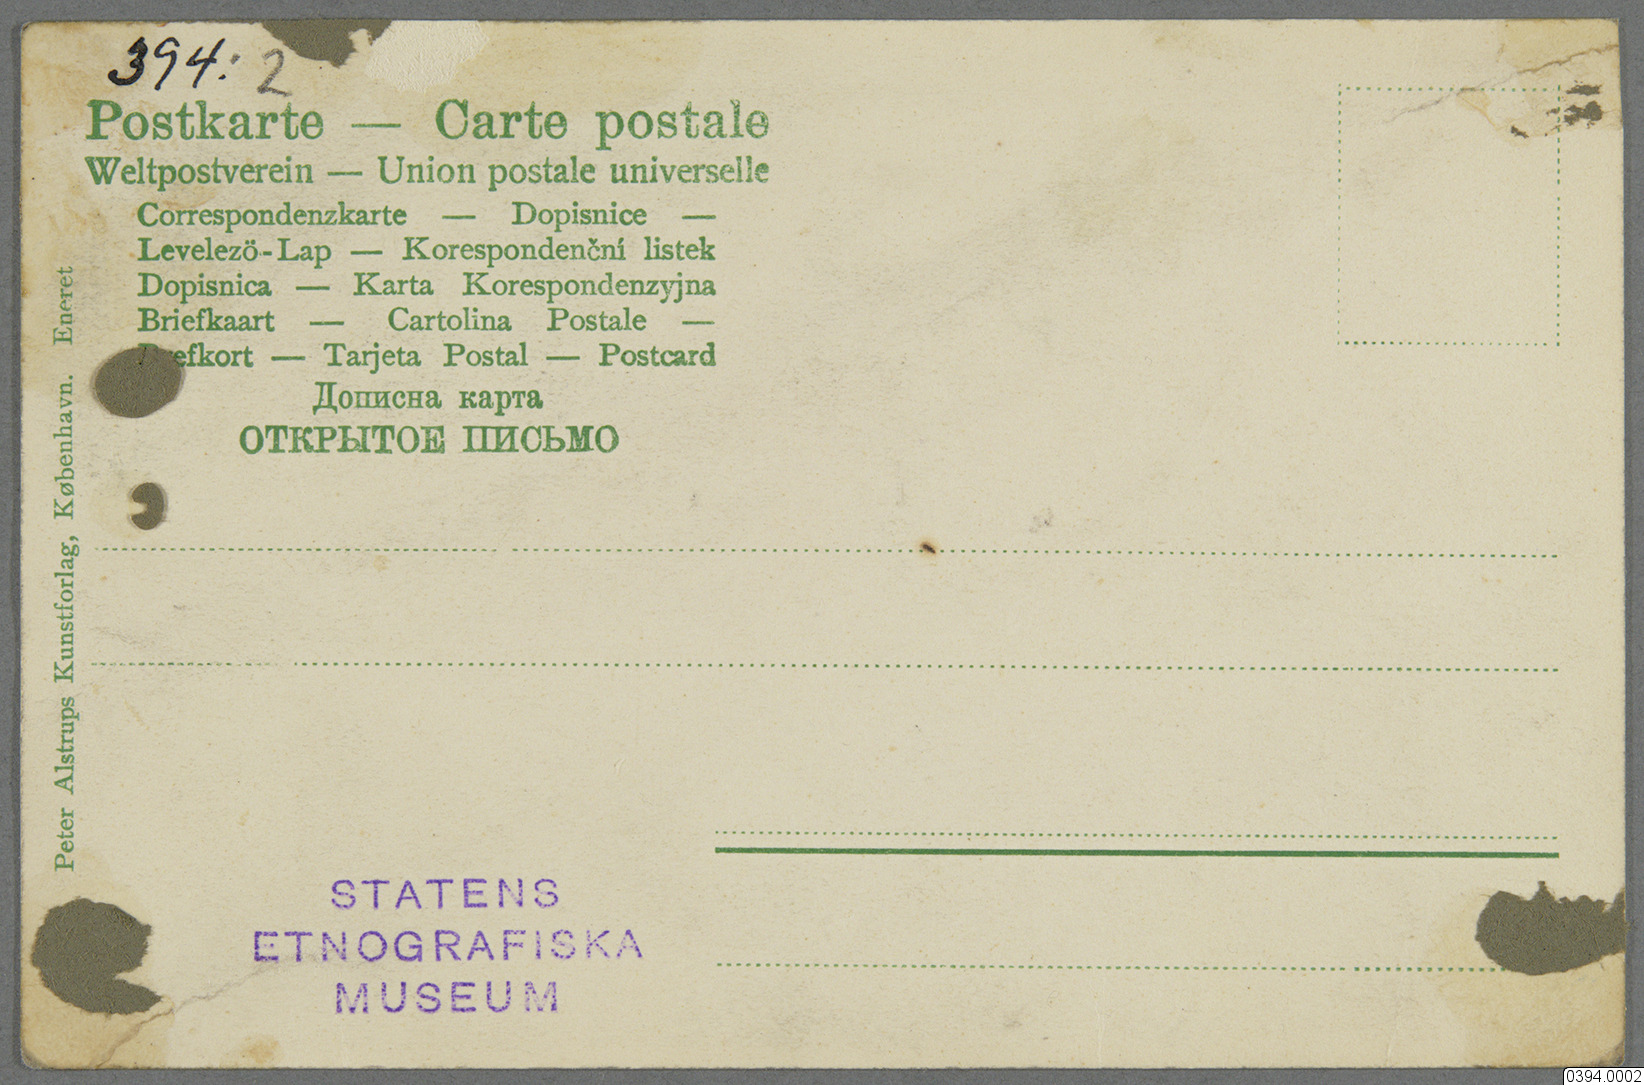 394:2
Postkarte — Carte postale
Weltpostverein — Union postale universelle
Correspondenzkarte — Dopisnice —
Levelezö-Lap — Korespondenční listek
Dopisnica — Karta Korespondenzyjna
Briefkaart — Cartolina Postale —
— Tarjeta Postal — Postcard
Дописна карта
ОТКРЫТОЕ ПИСЬМО
Peter Alstrups Kunstforlag, København. Eneret
STATENS
ETNOGRAFISKA
MUSEUM
0394.0002